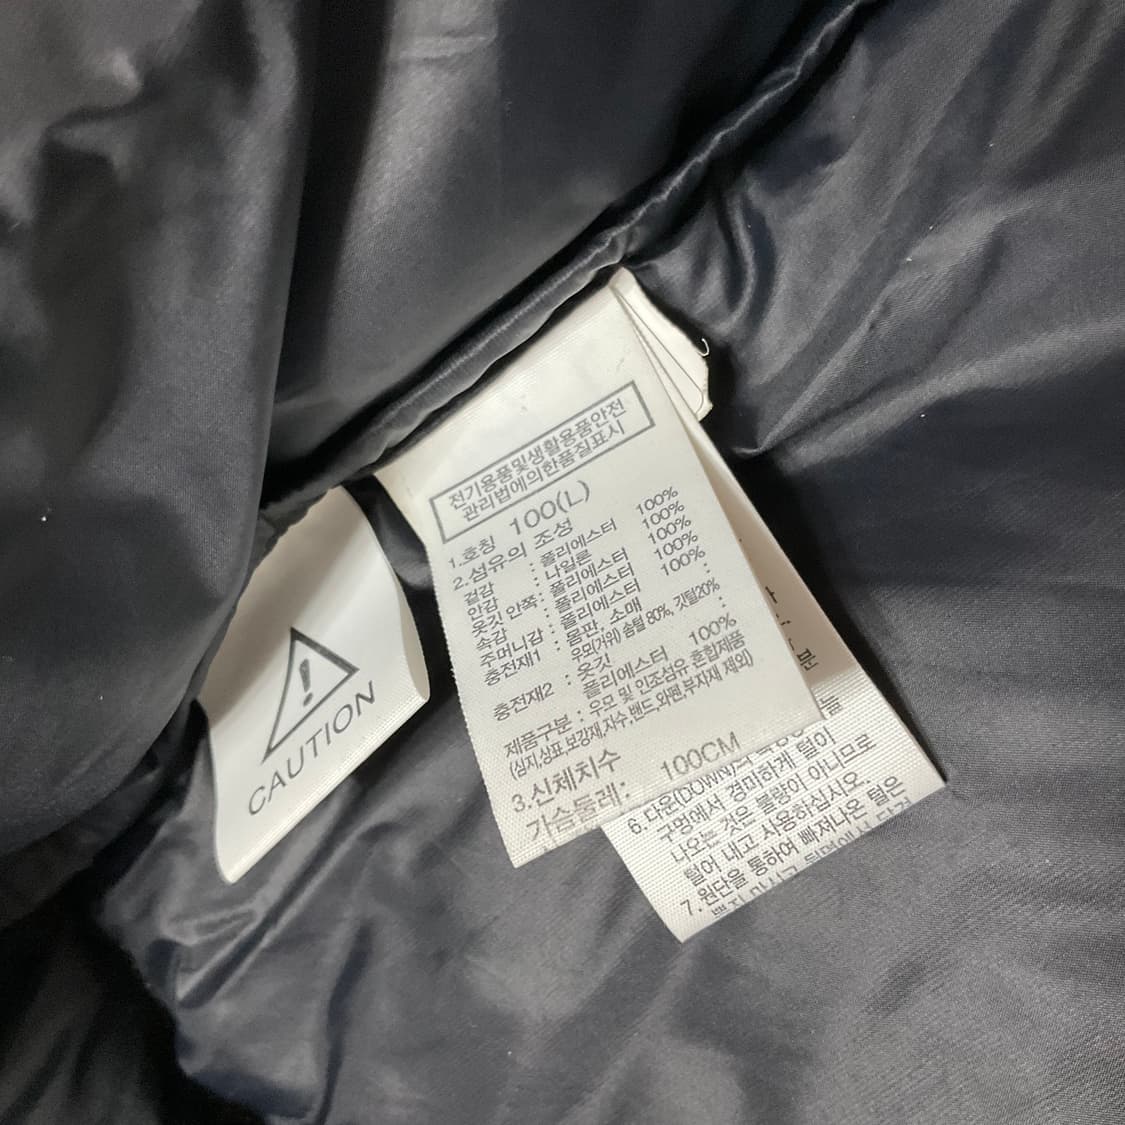 전기용품및생활용품안전
관리법에의한품질표시
1.호칭 100(L)
2.섬유의 조성
겉감 : 폴리에스터 100%
안감 : 나일론 100%
옷깃 안쪽 : 폴리에스터 100%
속감 : 폴리에스터 100%
주머니감 : 폴리에스터 100%
충전재1 : 몸판, 소매 :
우모(거위) 솜털 80%, 깃털20%
충전재2 : 옷깃 :
폴리에스터 100%
제품구분 : 우모 및 인조섬유 혼합제품
(심지,상표,보강재,자수,밴드,와펜,부자재 제외)
3.신체치수
가슴둘레: 100CM
CAUTION
6.다운(DOWN)
구멍에서 경미하게 털이
나오는 것은 불량이 아니므로
털어 내고 사용하십시오.
7.원단을 통하여 빠져나온 털은